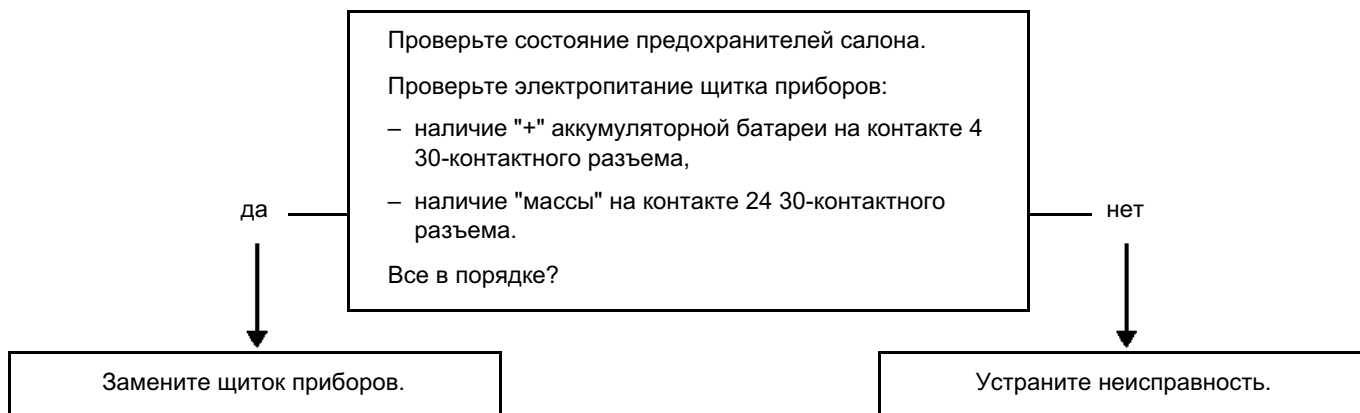 Проверьте состояние предохранителей салона.
Проверьте электропитание щитка приборов:
– наличие "+" аккумуляторной батареи на контакте 4
30-контактного разъема,
– наличие "массы" на контакте 24 30-контактного
разъема.
Все в порядке?
да
нет
Замените щиток приборов.
Устраните неисправность.